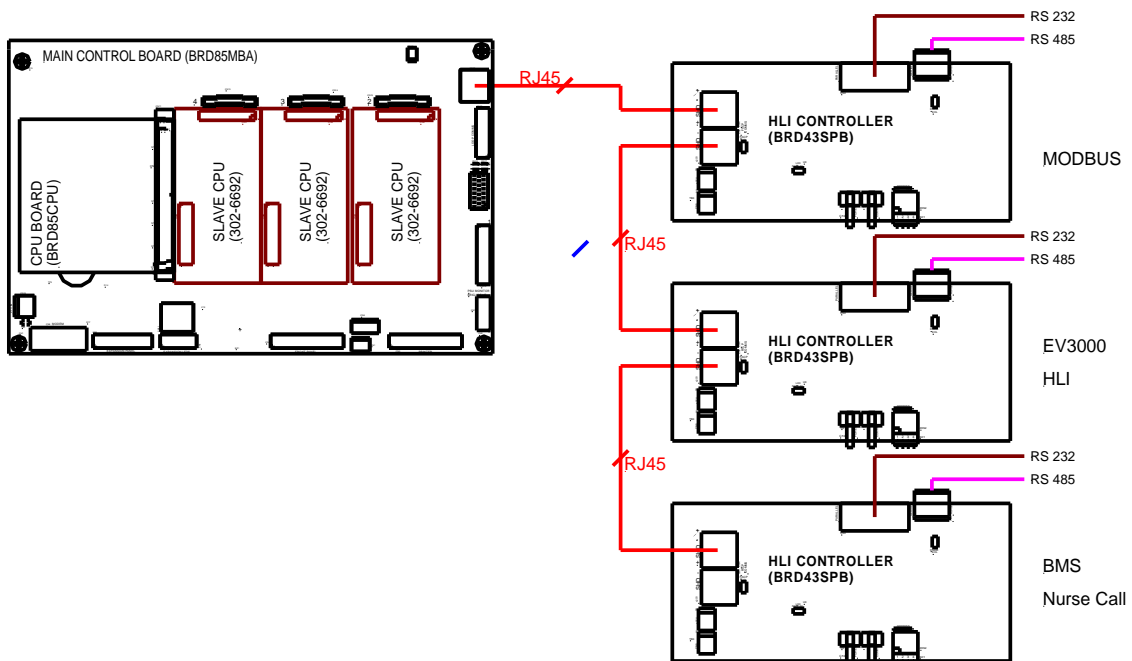 RS 232
RS 485
MAIN CONTROL BOARD (BRD85MBA)
RJ45
HLI CONTROLLER
(BRD43SPB)
MODBUS
CPU BOARD
(BRD85CPU)
SLAVE CPU
(302-6692)
SLAVE CPU
(302-6692)
SLAVE CPU
(302-6692)
4
3
RJ45
RS 232
RS 485
HLI CONTROLLER
(BRD43SPB)
EV3000
HLI
RJ45
RS 232
RS 485
HLI CONTROLLER
(BRD43SPB)
BMS
Nurse Call